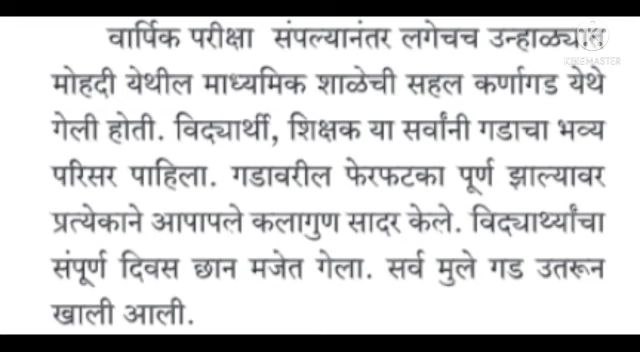 वार्षिक परीक्षा संपल्यानंतर लगेचच उन्हाळ्यात
मोहदी येथील माध्यमिक शाळेची सहल कर्णागड येथे
गेली होती. विद्यार्थी, शिक्षक या सर्वांनी गडाचा भव्य
परिसर पाहिला. गडावरील फेरफटका पूर्ण झाल्यावर
प्रत्येकाने आपापले कलागुण सादर केले. विद्यार्थ्यांचा
संपूर्ण दिवस छान मजेत गेला. सर्व मुले गड उतरून
खाली आली.
KINEMASTER